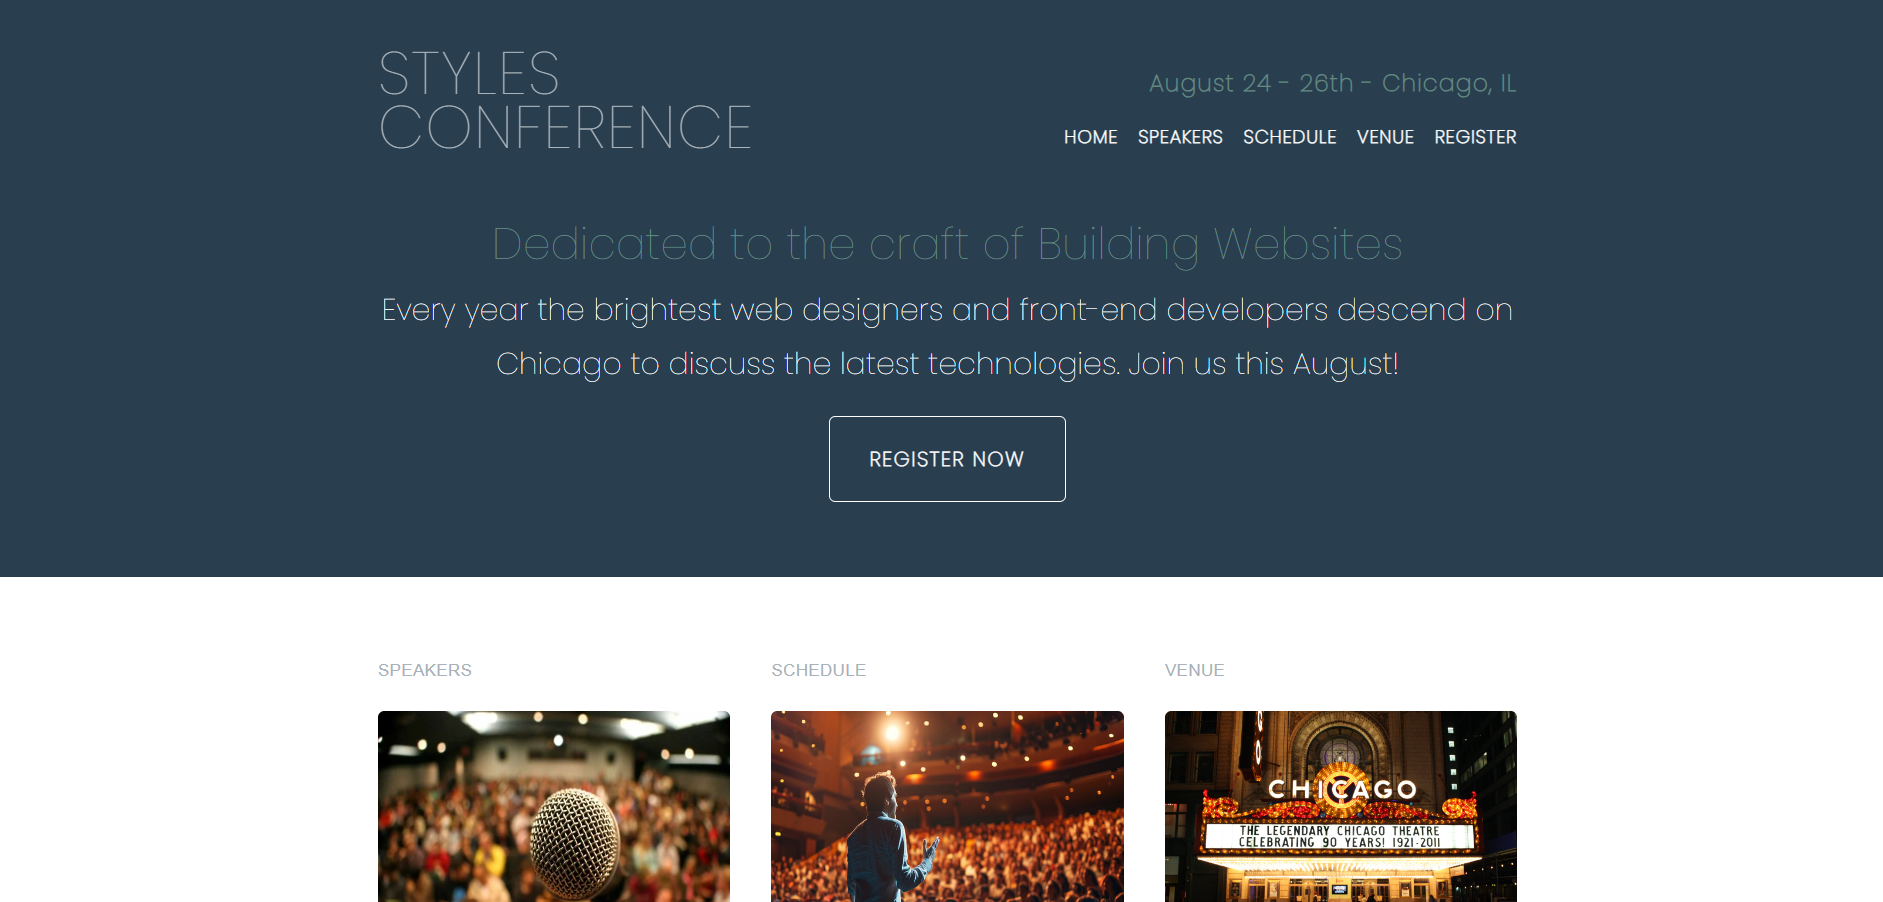 STYLES
CONFERENCE
August 24 - 26th - Chicago, IL
HOME SPEAKERS SCHEDULE VENUE REGISTER
Dedicated to the craft of Building Websites
Every year the brightest web designers and front-end developers descend on
Chicago to discuss the latest technologies. Join us this August!
REGISTER NOW
SPEAKERS
SCHEDULE
VENUE
CHICAGO
THE LEGENDARY CHICAGO THEATRE
CELEBRATING 90 YEARS! 1921-2011